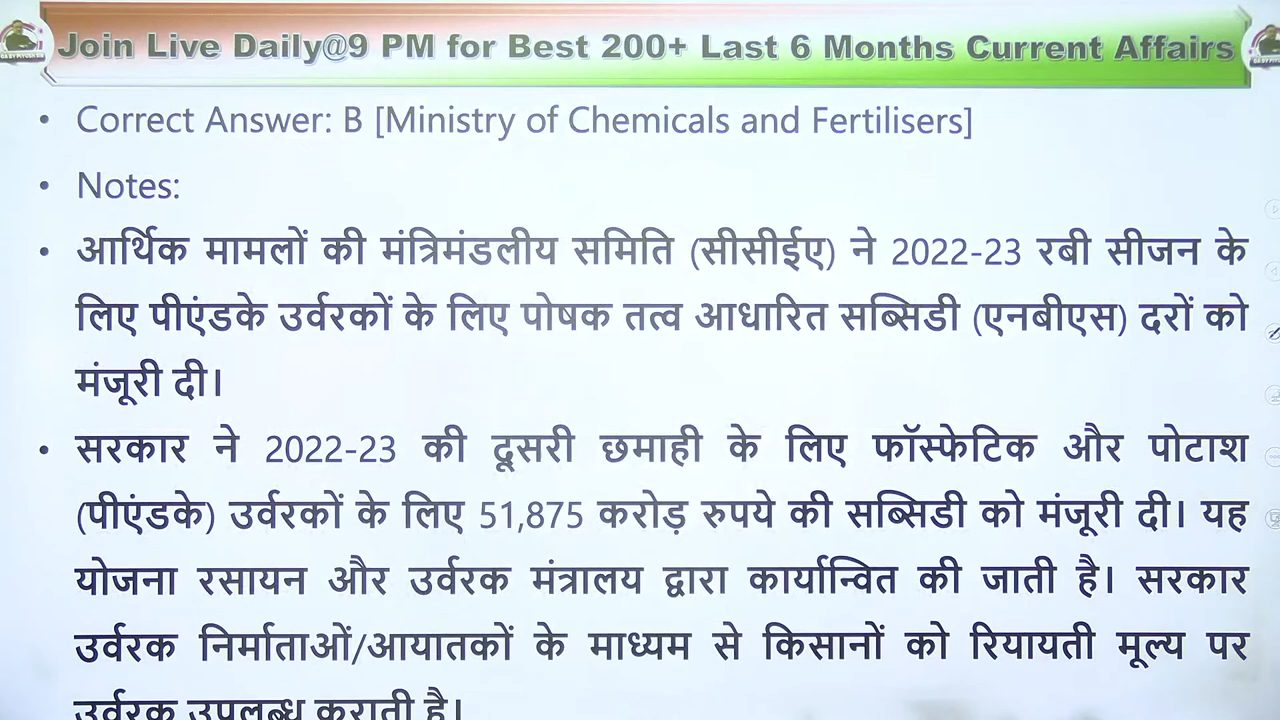 Join Live Daily@9 PM for Best 200+ Last 6 Months Current Affairs
• Correct Answer: B [Ministry of Chemicals and Fertilisers]
• Notes:
• आर्थिक मामलों की मंत्रिमंडलीय समिति (सीसीईए) ने 2022-23 रबी सीजन के
लिए पीएंडके उर्वरकों के लिए पोषक तत्व आधारित सब्सिडी (एनबीएस) दरों को
मंजूरी दी।
• सरकार ने 2022-23 की दूसरी छमाही के लिए फॉस्फेटिक और पोटाश
(पीएंडके) उर्वरकों के लिए 51,875 करोड़ रुपये की सब्सिडी को मंजूरी दी। यह
योजना रसायन और उर्वरक मंत्रालय द्वारा कार्यान्वित की जाती है। सरकार
उर्वरक निर्माताओं/आयातकों के माध्यम से किसानों को रियायती मूल्य पर
उर्वरक उपलब्ध कराती है।